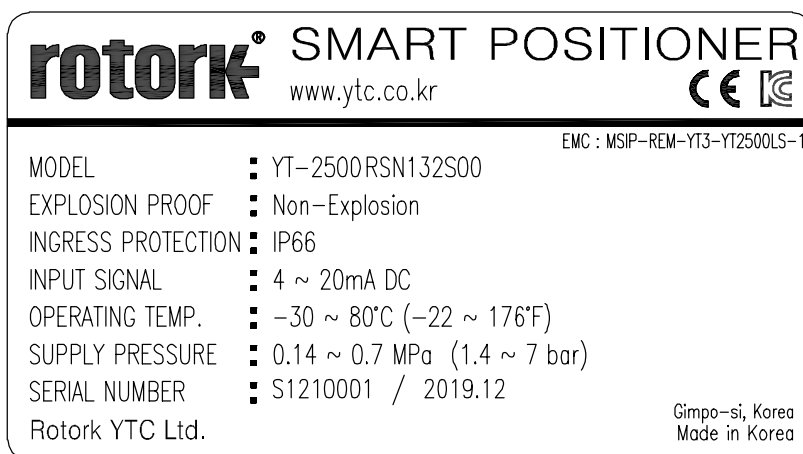 rotork® SMART POSITIONER
www.ytc.co.kr CE KC
EMC : MSIP-REM-YT3-YT2500LS-1
MODEL : YT-2500RSN132S00
EXPLOSION PROOF : Non-Explosion
INGRESS PROTECTION : IP66
INPUT SIGNAL : 4 ~ 20mA DC
OPERATING TEMP. : -30 ~ 80°C (-22 ~ 176°F)
SUPPLY PRESSURE : 0.14 ~ 0.7 MPa (1.4 ~ 7 bar)
SERIAL NUMBER : S1210001 / 2019.12
Rotork YTC Ltd.
Gimpo-si, Korea
Made in Korea